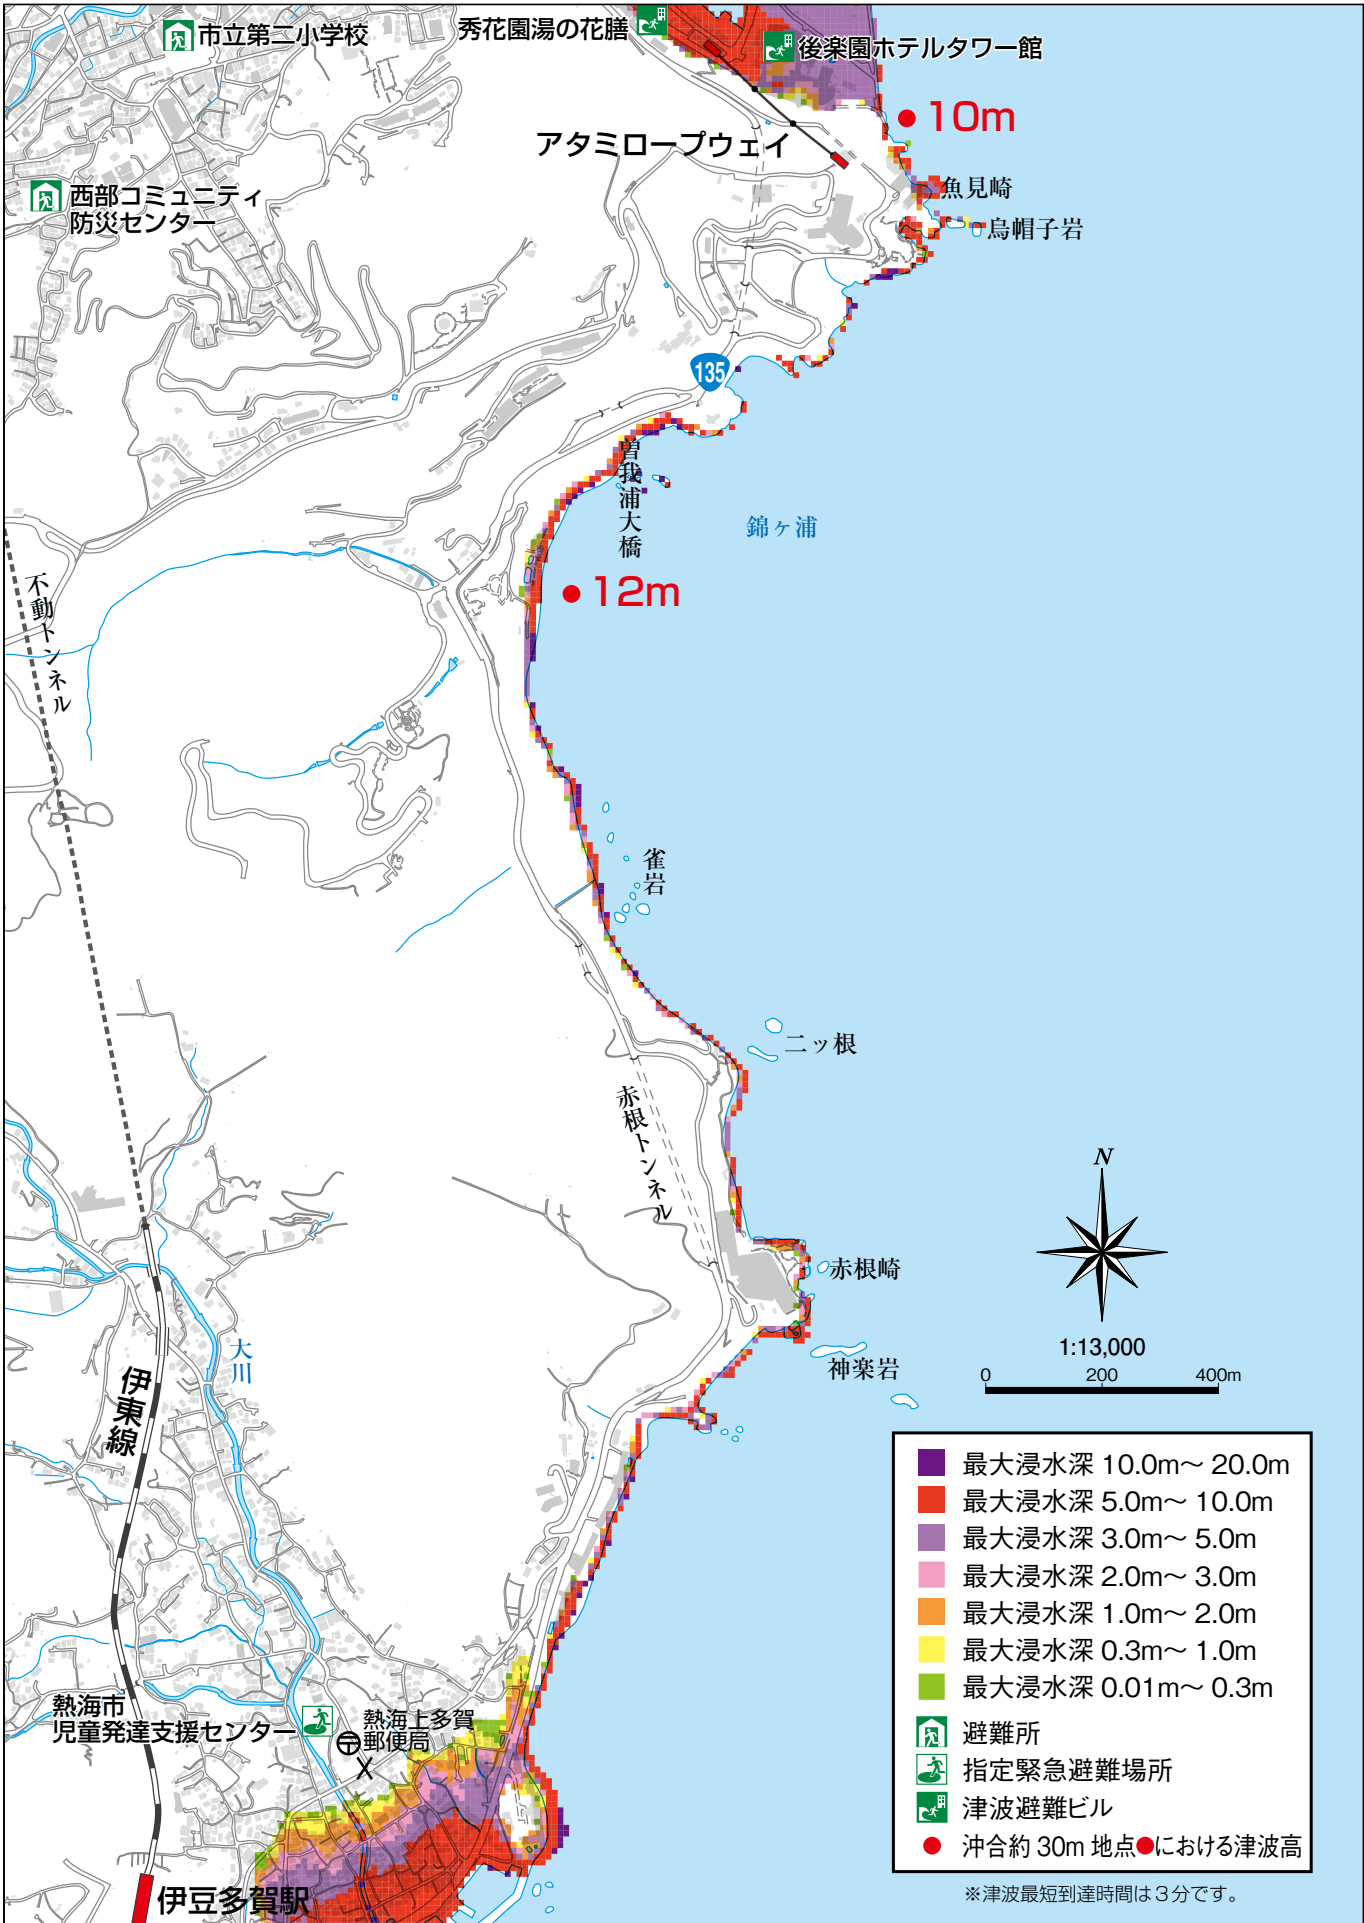 市立第二小学校
秀花園湯の花膳
後楽園ホテルタワー館
10m
アタミロープウェイ
西部コミュニティ
防災センター
魚見崎
烏帽子岩
135
曽我浦大橋
錦ヶ浦
12m
不動トンネル
雀岩
二ッ根
赤根トンネル
N
赤根崎
1:13,000
0 200 400m
神楽岩
大川
伊東線
最大浸水深 10.0m〜 20.0m
最大浸水深 5.0m〜 10.0m
最大浸水深 3.0m〜 5.0m
最大浸水深 2.0m〜 3.0m
最大浸水深 1.0m〜 2.0m
最大浸水深 0.3m〜 1.0m
最大浸水深 0.01m〜 0.3m
避難所
指定緊急避難場所
津波避難ビル
沖合約 30m 地点●における津波高
※津波最短到達時間は３分です。
熱海市
児童発達支援センター
熱海上多賀
郵便局
伊豆多賀駅